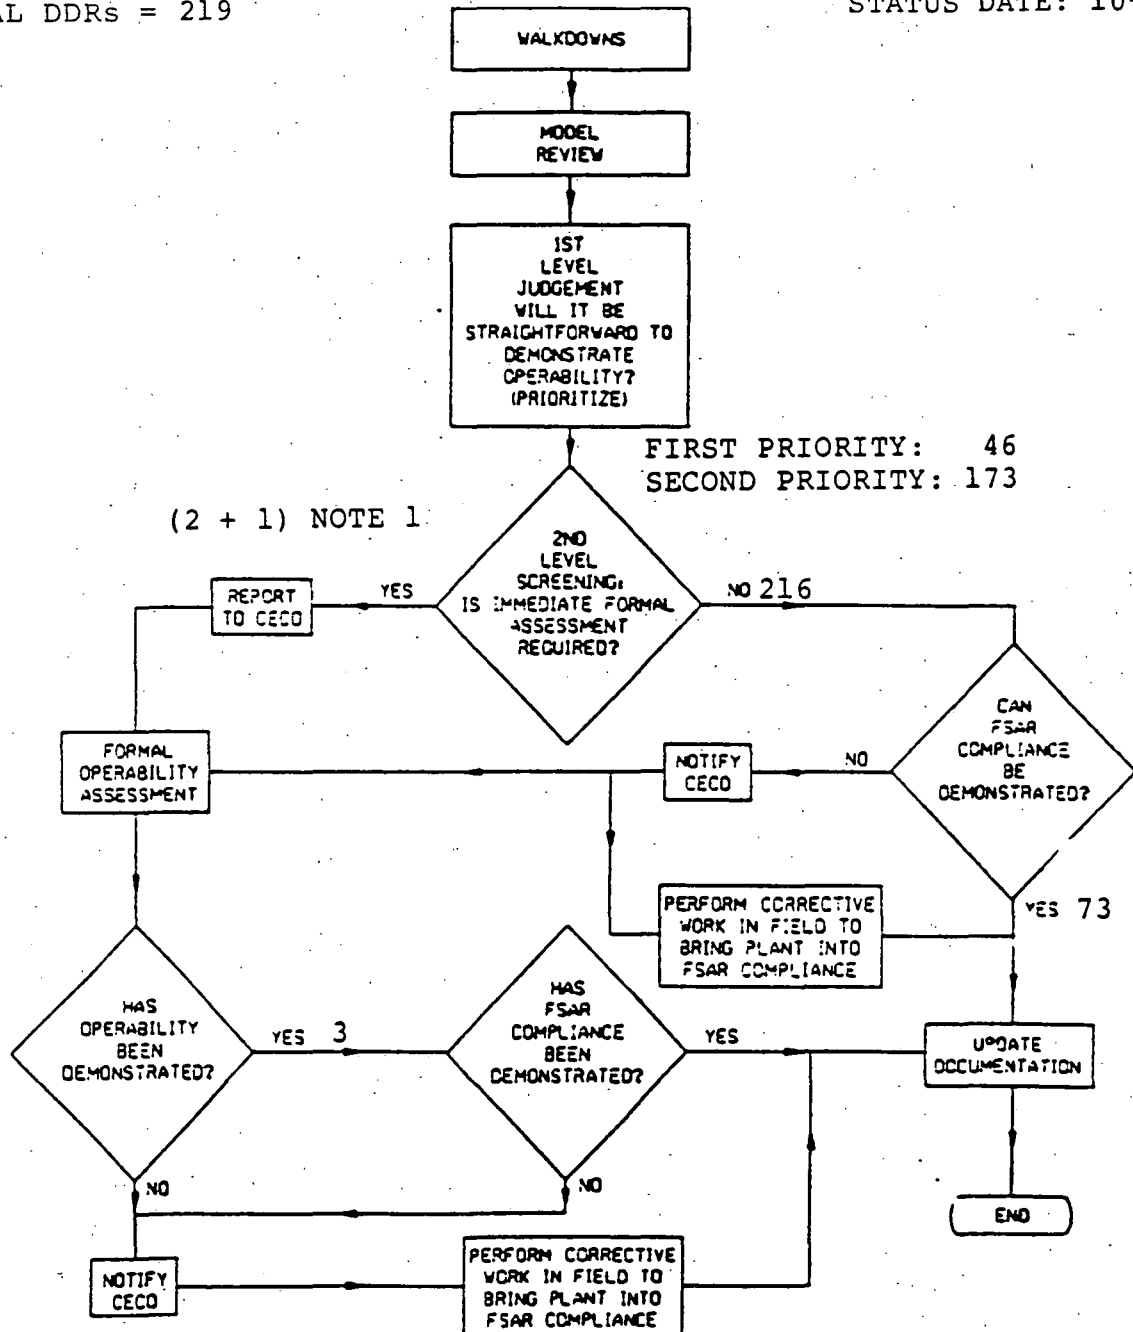 DDRs = 219
STATUS DATE:
WALKDOWNS
MODEL
REVIEW
1ST
LEVEL
JUDGEMENT
WILL IT BE
STRAIGHTFORWARD TO
DEMONSTRATE
OPERABILITY?
(PRIORITIZE)
FIRST PRIORITY: 46
SECOND PRIORITY: 173
(2 + 1) NOTE 1
2ND
LEVEL
SCREENING:
IS IMMEDIATE FORMAL
ASSESSMENT
REQUIRED?
YES
NO 216
REPORT
TO CECO
CAN
FSAR
COMPLIANCE
BE
DEMONSTRATED?
NO
NOTIFY
CECO
FORMAL
OPERABILITY
ASSESSMENT
YES 73
PERFORM CORRECTIVE
WORK IN FIELD TO
BRING PLANT INTO
FSAR COMPLIANCE
HAS
OPERABILITY
BEEN
DEMONSTRATED?
YES 3
HAS
FSAR
COMPLIANCE
BEEN
DEMONSTRATED?
YES
UPDATE
DOCUMENTATION
NO
NO
END
NOTIFY
CECO
PERFORM CORRECTIVE
WORK IN FIELD TO
BRING PLANT INTO
FSAR COMPLIANCE